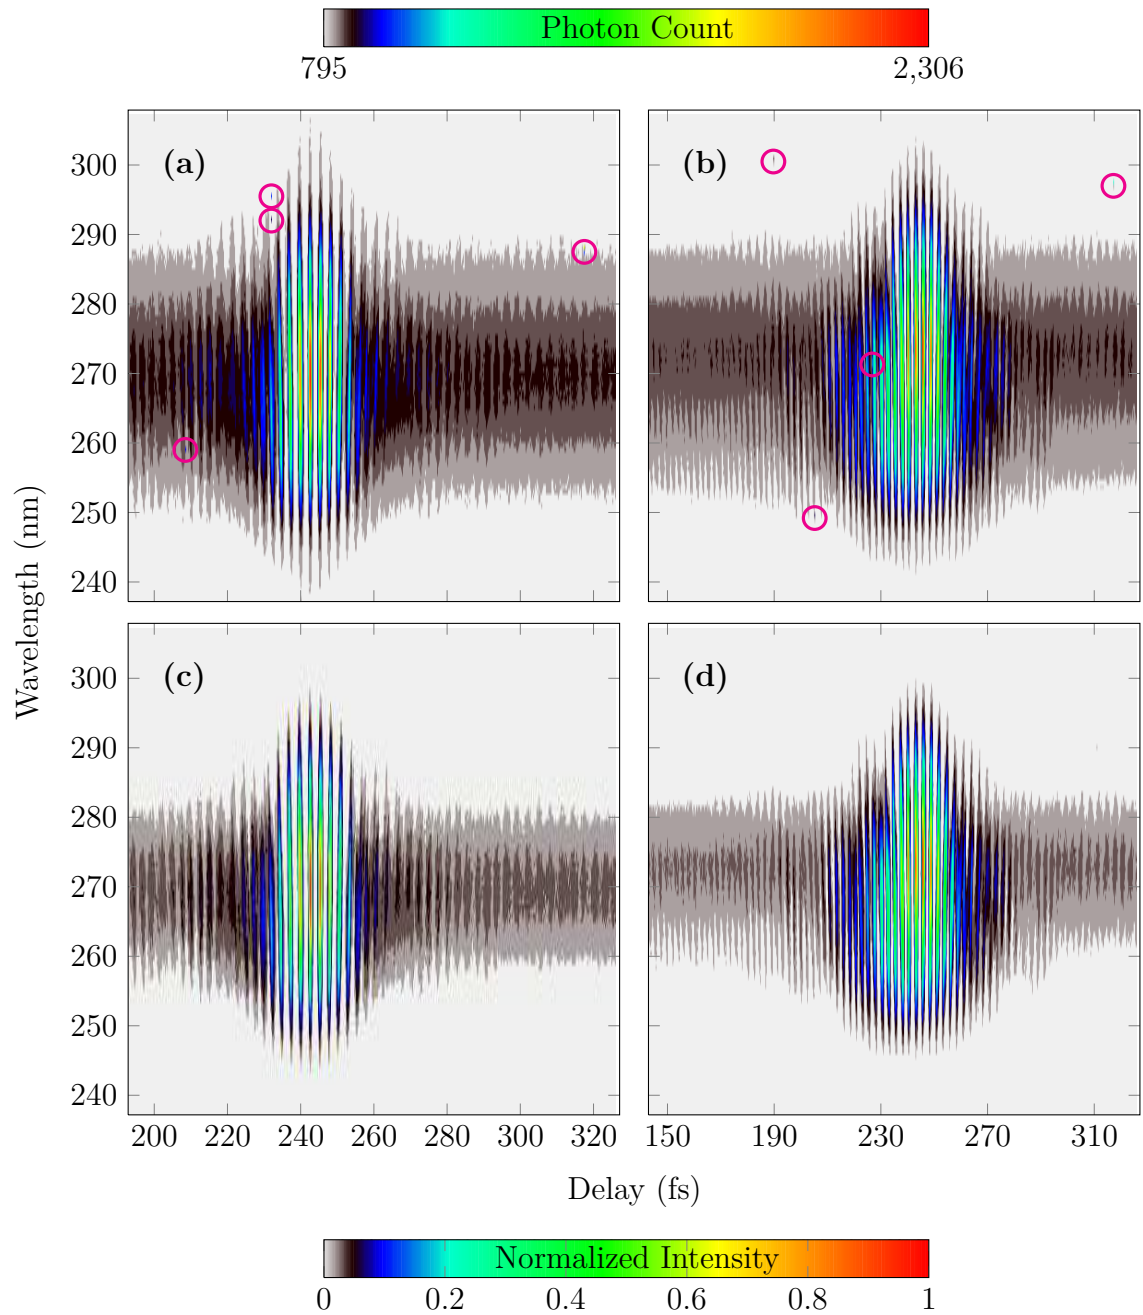 Photon Count
795 2,306
(a) (b)
300
290
280
270
260
250
240
(c) (d)
300
290
280
270
260
250
240
Wavelength (nm)
200 220 240 260 280 300 320 150 190 230 270 310
Delay (fs)
Normalized Intensity
0 0.2 0.4 0.6 0.8 1